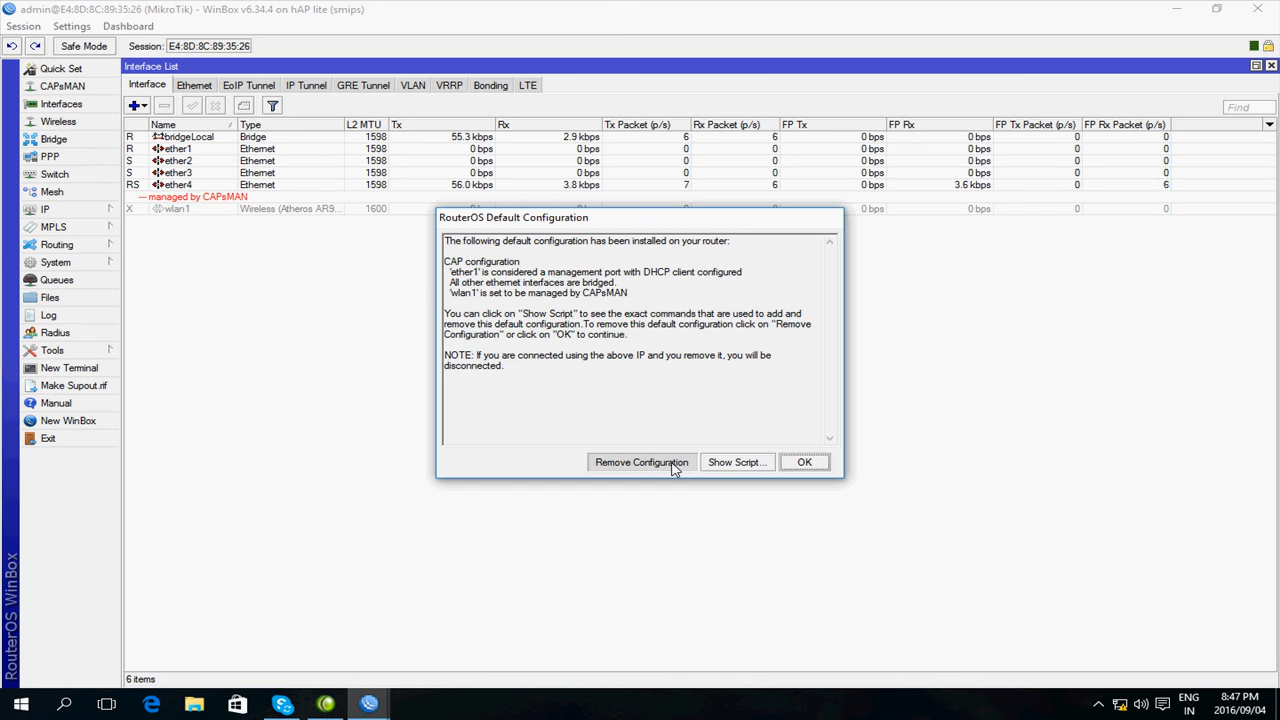 admin@E4:8D:8C:89:35:26 (MikroTik) - WinBox v6.34.4 on hAP lite (smips)
Session Settings Dashboard
Safe Mode Session: E4:8D:8C:89:35:26
Quick Set
CAPsMAN
Interfaces
Wireless
Bridge
PPP
Switch
Mesh
IP
MPLS
Routing
System
Queues
Files
Log
Radius
Tools
New Terminal
Make Supout.rif
Manual
New WinBox
Exit
RouterOS WinBox
Interface List
Interface Ethernet EoIP Tunnel IP Tunnel GRE Tunnel VLAN VRRP Bonding LTE
Find
Name / Type L2 MTU Tx Rx Tx Packet (p/s) Rx Packet (p/s) FP Tx FP Rx FP Tx Packet (p/s) FP Rx Packet (p/s)
R bridgeLocal Bridge 1598 55.3 kbps 2.9 kbps 6 6 0 bps 0 bps 0 0
R ether1 Ethernet 1598 0 bps 0 bps 0 0 0 bps 0 bps 0 0
S ether2 Ethernet 1598 0 bps 0 bps 0 0 0 bps 0 bps 0 0
S ether3 Ethernet 1598 0 bps 0 bps 0 0 0 bps 0 bps 0 0
RS ether4 Ethernet 1598 56.0 kbps 3.8 kbps 7 6 0 bps 3.6 kbps 0 6
--- managed by CAPsMAN
X wlan1 Wireless (Atheros AR9... 1600 0 bps 0 bps 0 0 0 bps 0 bps 0 0
RouterOS Default Configuration
The following default configuration has been installed on your router:
CAP configuration
'ether1' is considered a management port with DHCP client configured
All other ethernet interfaces are bridged.
'wlan1' is set to be managed by CAPsMAN
You can click on "Show Script" to see the exact commands that are used to add and
remove this default configuration.To remove this default configuration click on "Remove
Configuration" or click on "OK" to continue.
NOTE: If you are connected using the above IP and you remove it, you will be
disconnected.
Remove Configuration Show Script... OK
6 items
ENG 8:47 PM
IN 2016/09/04